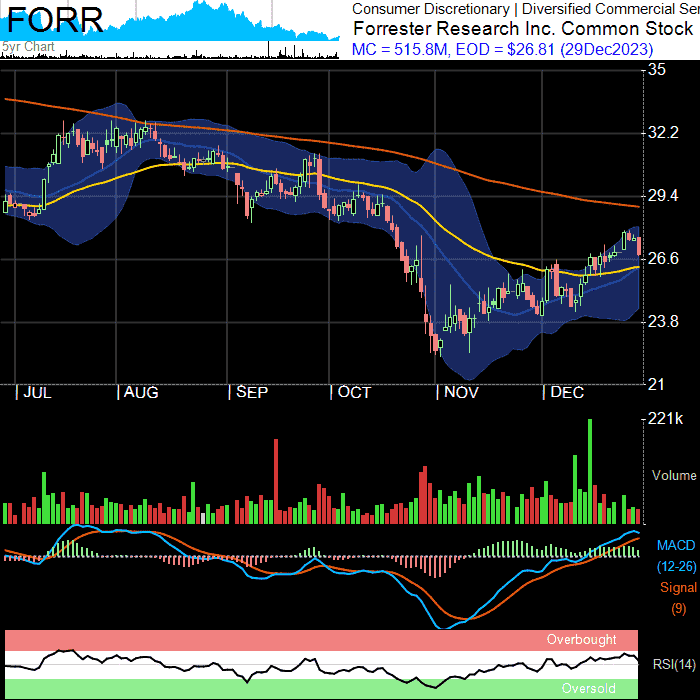 FORR
5yr Chart
Consumer Discretionary | Diversified Commercial Ser
Forrester Research Inc. Common Stock
MC = 515.8M, EOD = $26.81 (29Dec2023)
35
32.2
29.4
26.6
23.8
21
JUL AUG SEP OCT NOV DEC
221k
Volume
MACD
(12-26)
Signal
(9)
Overbought
RSI(14)
Oversold